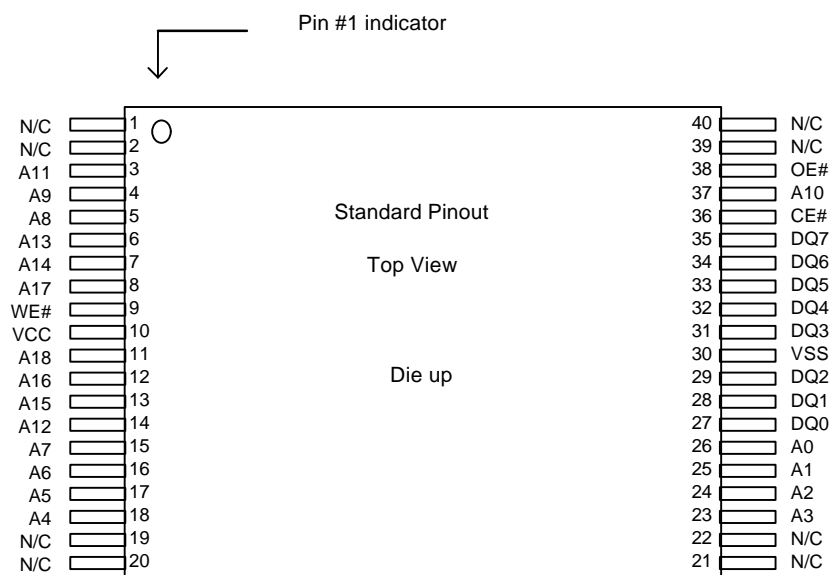 Pin #1 indicator
N/C 1 40 N/C
N/C 2 39 N/C
A11 3 38 OE#
A9 4 37 A10
A8 5 36 CE#
Standard Pinout
A13 6 35 DQ7
A14 7 34 DQ6
Top View
A17 8 33 DQ5
WE# 9 32 DQ4
VCC 10 31 DQ3
A18 11 30 VSS
A16 12 29 DQ2
Die up
A15 13 28 DQ1
A12 14 27 DQ0
A7 15 26 A0
A6 16 25 A1
A5 17 24 A2
A4 18 23 A3
N/C 19 22 N/C
N/C 20 21 N/C